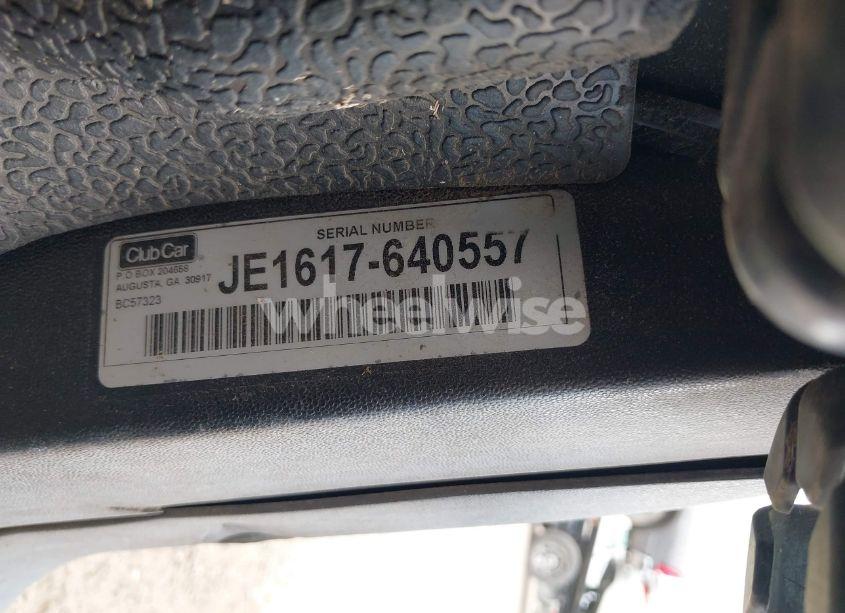 SERIAL NUMBER
Club Car
P.O BOX 204658
AUGUSTA, GA 30917
BC57323
JE1617-640557
wheelwise